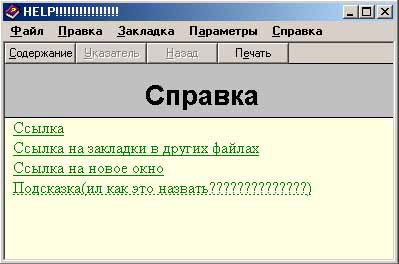 HELP!!!!!!!!!!!!!!!!
Файл Правка Закладка Параметры Справка
Содержание Указатель Назад Печать
Справка
Ссылка
Ссылка на закладки в других файлах
Ссылка на новое окно
Подсказка(ил как это назвать??????????????)